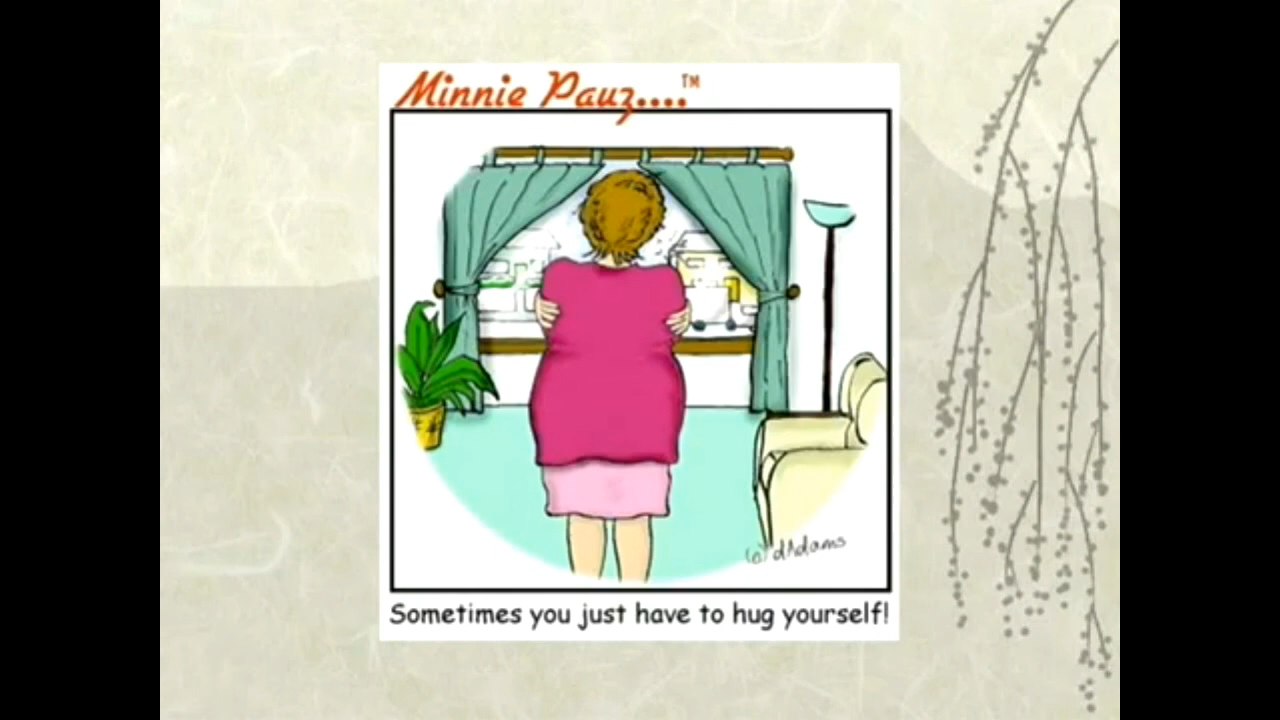 Minnie Pauz....™
(c) dAdams
Sometimes you just have to hug yourself!